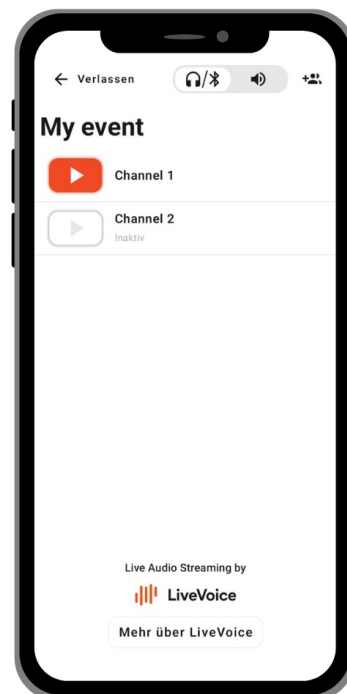 Verlassen
My event
Channel 1
Channel 2
Inaktiv
Live Audio Streaming by
LiveVoice
Mehr über LiveVoice